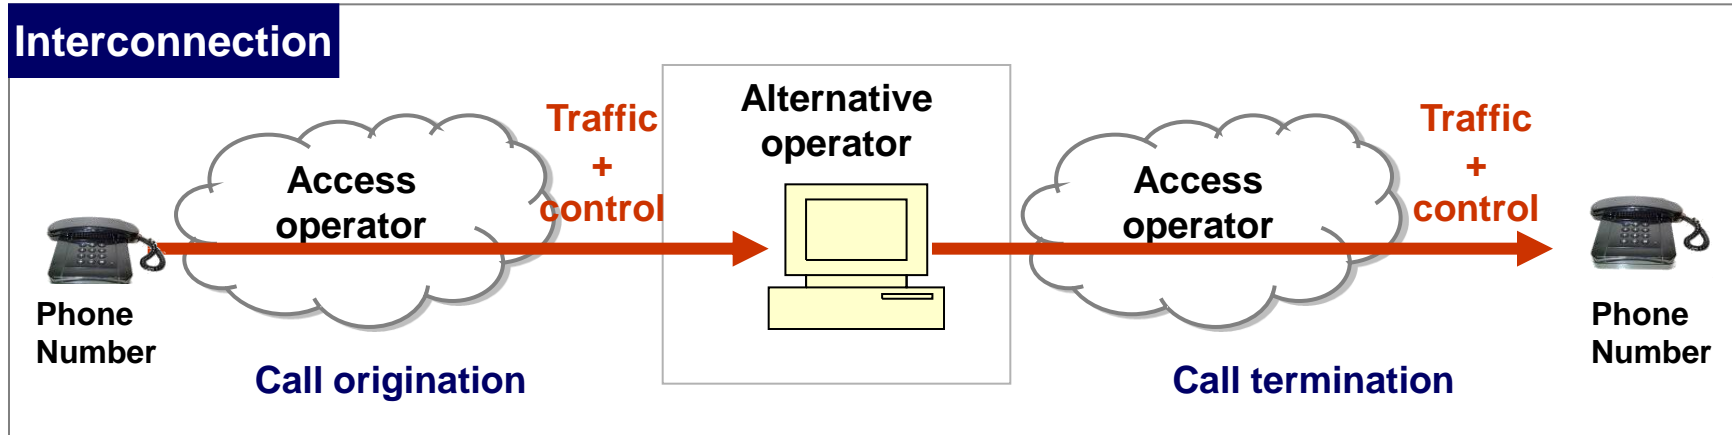 Interconnection
Access
operator
Traffic
+
control
Alternative
operator
Access
operator
Traffic
+
control
Phone
Number
Call origination
Call termination
Phone
Number